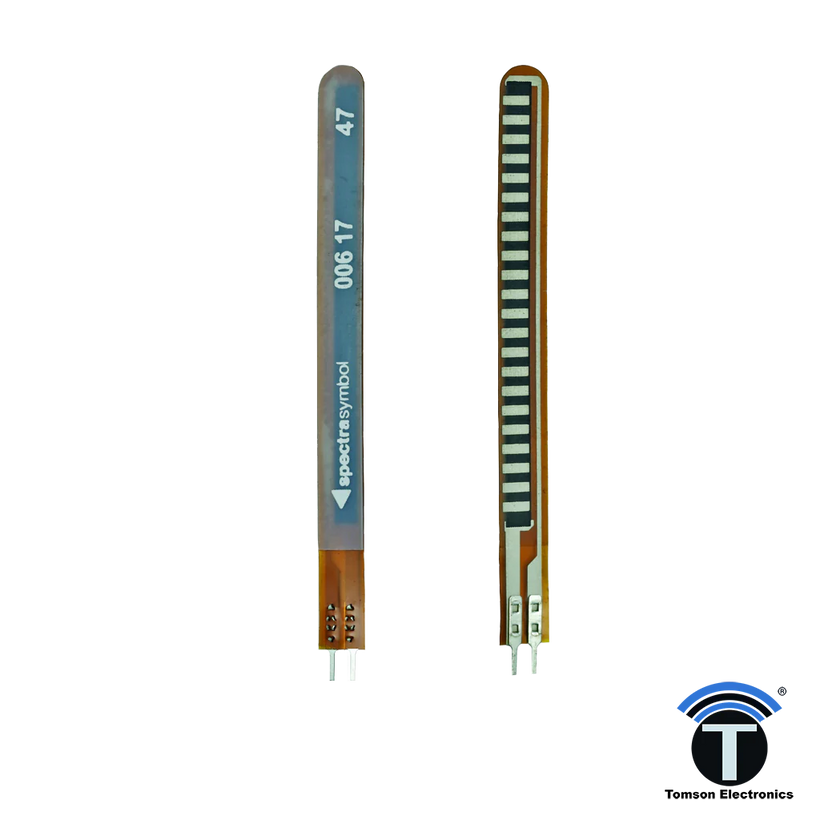 47
006 17
spectrasymbol
T
®
Tomson Electronics